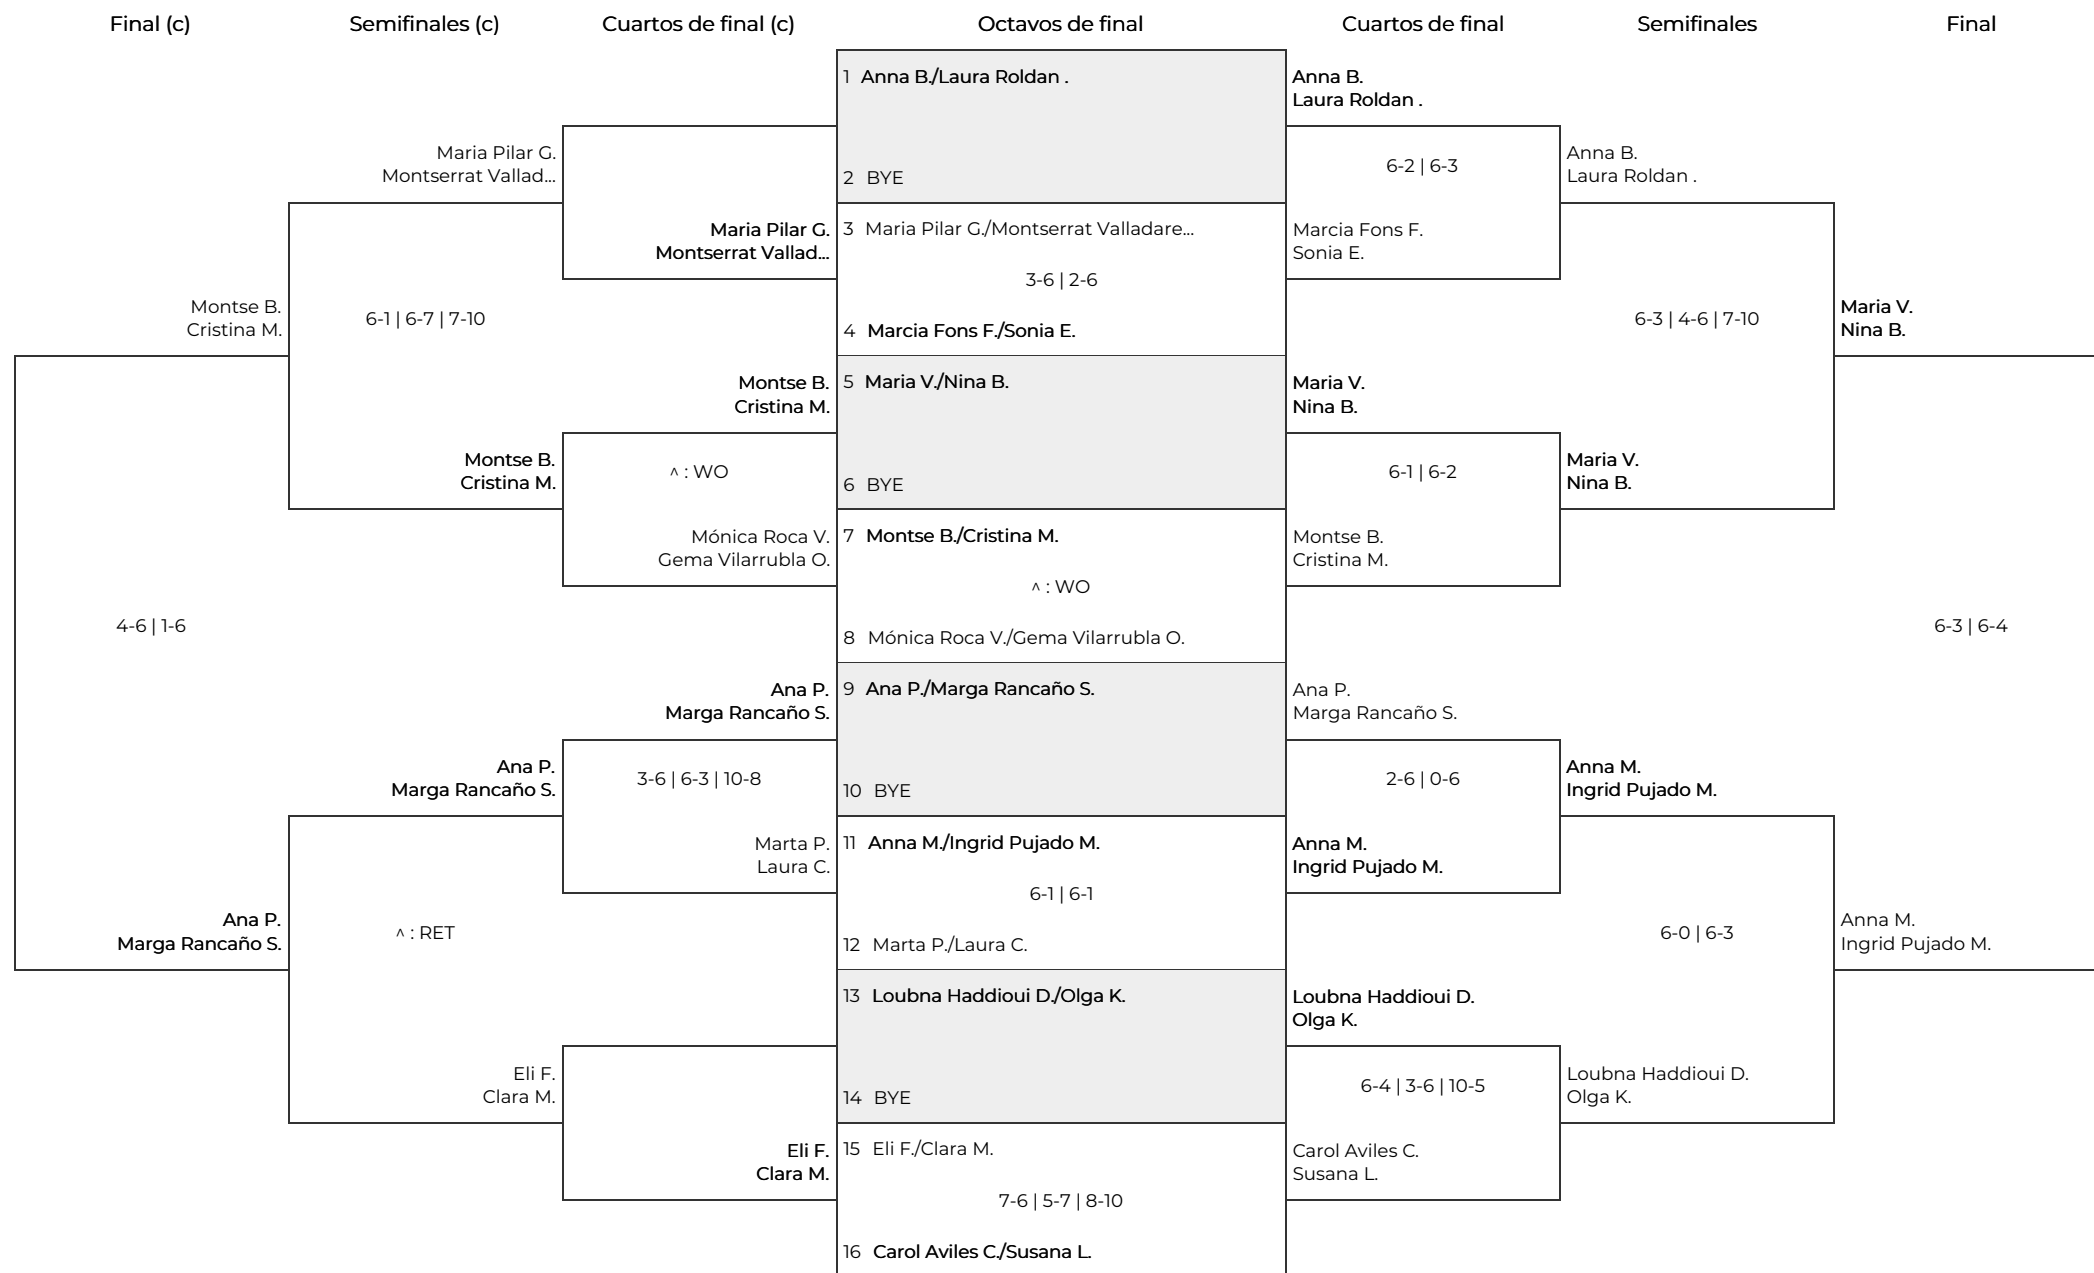 Final (c)
Semifinales (c)
Cuartos de final (c)
Octavos de final
Cuartos de final
Semifinales
Final
Montse B.
Cristina M.
4-6 | 1-6
Ana P.
Marga Rancaño S.
Maria Pilar G.
Montserrat Vallad...
6-1 | 6-7 | 7-10
Montse B.
Cristina M.
Ana P.
Marga Rancaño S.
^ : RET
Eli F.
Clara M.
Maria Pilar G.
Montserrat Vallad...
Montse B.
Cristina M.
^ : WO
Mónica Roca V.
Gema Vilarrubla O.
Ana P.
Marga Rancaño S.
3-6 | 6-3 | 10-8
Marta P.
Laura C.
Eli F.
Clara M.
1 Anna B./Laura Roldan .
2 BYE
3 Maria Pilar G./Montserrat Valladare...
3-6 | 2-6
4 Marcia Fons F./Sonia E.
5 Maria V./Nina B.
6 BYE
7 Montse B./Cristina M.
^ : WO
8 Mónica Roca V./Gema Vilarrubla O.
9 Ana P./Marga Rancaño S.
10 BYE
11 Anna M./Ingrid Pujado M.
6-1 | 6-1
12 Marta P./Laura C.
13 Loubna Haddioui D./Olga K.
14 BYE
15 Eli F./Clara M.
7-6 | 5-7 | 8-10
16 Carol Aviles C./Susana L.
Anna B.
Laura Roldan .
6-2 | 6-3
Marcia Fons F.
Sonia E.
Maria V.
Nina B.
6-1 | 6-2
Montse B.
Cristina M.
Ana P.
Marga Rancaño S.
2-6 | 0-6
Anna M.
Ingrid Pujado M.
Loubna Haddioui D.
Olga K.
6-4 | 3-6 | 10-5
Carol Aviles C.
Susana L.
Anna B.
Laura Roldan .
6-3 | 4-6 | 7-10
Maria V.
Nina B.
Anna M.
Ingrid Pujado M.
6-0 | 6-3
Loubna Haddioui D.
Olga K.
Maria V.
Nina B.
6-3 | 6-4
Anna M.
Ingrid Pujado M.